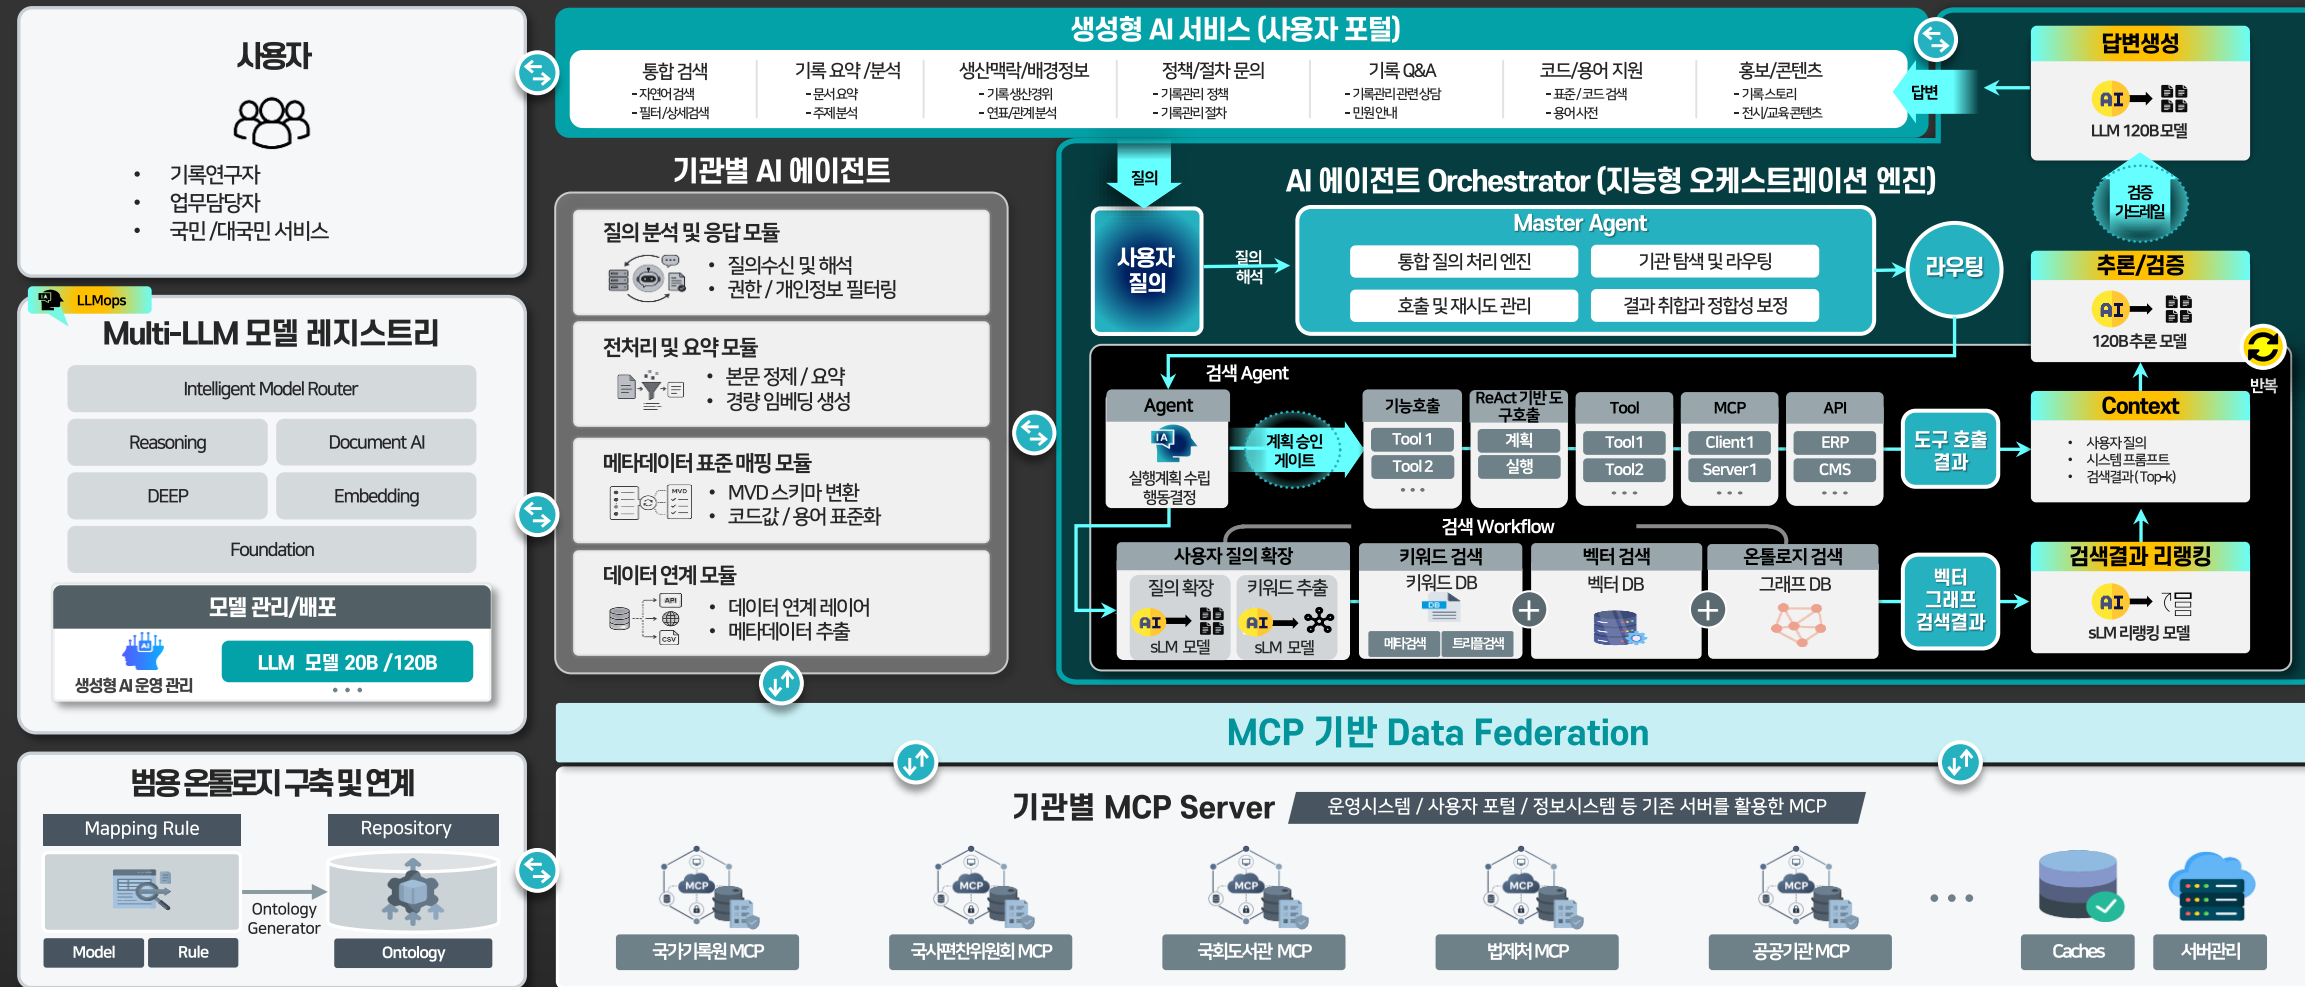 사용자
• 기록연구자
• 업무담당자
• 국민 /대국민 서비스
LLMops
Multi-LLM 모델 레지스트리
Intelligent Model Router
Reasoning
Document AI
DEEP
Embedding
Foundation
모델 관리/배포
AI
생성형 AI 운영 관리
LLM 모델 20B /120B
• • •
범용 온톨로지 구축 및 연계
Mapping Rule
Repository
Ontology
Generator
Model
Rule
Ontology
생성형 AI 서비스 (사용자 포털)
통합 검색
- 자연어 검색
- 필터 /상세검색
기록 요약 /분석
- 문서 요약
- 주제 분석
생산맥락/배경정보
- 기록 생산경위
- 연표/관계 분석
정책/절차 문의
- 기록관리 정책
- 기록관리 절차
기록 Q&A
- 기록관리 관련 상담
- 민원 안내
코드/용어 지원
- 표준 / 코드 검색
- 용어 사전
홍보/콘텐츠
- 기록 스토리
- 전시/교육 콘텐츠
답변
답변생성
AI
LLM 120B 모델
검증
가드레일
추론/검증
AI
120B 추론 모델
반복
기관별 AI 에이전트
질의 분석 및 응답 모듈
• 질의수신 및 해석
• 권한 / 개인정보 필터링
전처리 및 요약 모듈
• 본문 정제 / 요약
• 경량 임베딩 생성
메타데이터 표준 매핑 모듈
MVD
• MVD 스키마 변환
• 코드값 / 용어 표준화
데이터 연계 모듈
API
CSV
• 데이터 연계 레이어
• 메타데이터 추출
질의
AI 에이전트 Orchestrator (지능형 오케스트레이션 엔진)
사용자
질의
질의
해석
Master Agent
통합 질의 처리 엔진
기관 탐색 및 라우팅
호출 및 재시도 관리
결과 취합과 정합성 보정
라우팅
검색 Agent
Agent
IA
실행계획 수립
행동결정
계획 승인
게이트
기능호출
Tool 1
Tool 2
• • •
ReAct 기반 도
구호출
계획
실행
Tool
Tool1
Tool2
• • •
MCP
Client1
Server1
• • •
API
ERP
CMS
• • •
도구 호출
결과
Context
• 사용자 질의
• 시스템 프롬프트
• 검색결과 ( Top-k)
검색 Workflow
사용자 질의 확장
질의 확장
AI
sLM 모델
키워드 추출
AI
sLM 모델
키워드 검색
키워드 DB
DB
메타검색
트리플검색
+
벡터 검색
벡터 DB
+
온톨로지 검색
그래프 DB
벡터
그래프
검색결과
검색결과 리랭킹
AI
sLM 리랭킹 모델
MCP 기반 Data Federation
기관별 MCP Server
운영시스템 / 사용자 포털 / 정보시스템 등 기존 서버를 활용한 MCP
MCP
MCP
MCP
MCP
MCP
• • •
국가기록원 MCP
국사편찬위원회 MCP
국회도서관 MCP
법제처 MCP
공공기관 MCP
Caches
서버관리